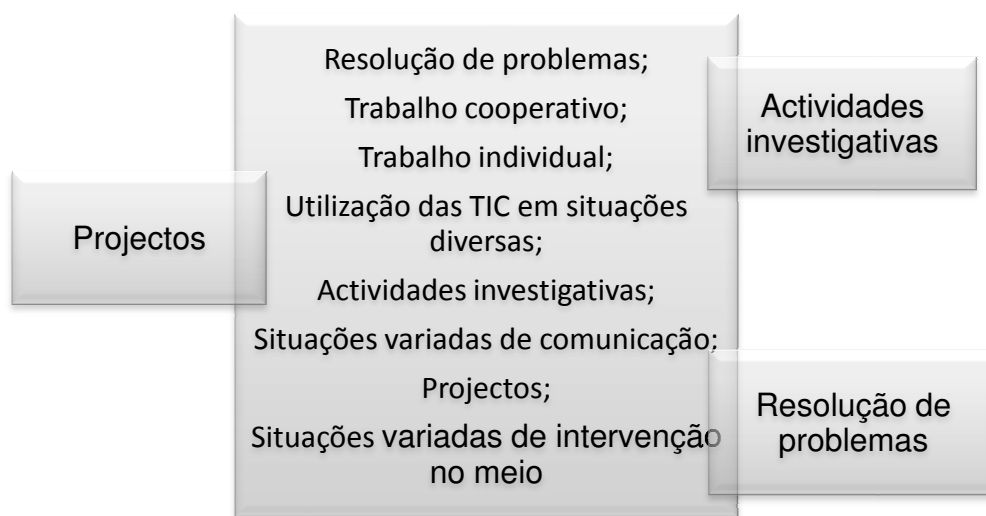 Resolução de problemas;
Trabalho cooperativo;
Trabalho individual;
Utilização das TIC em situações
diversas;
Actividades investigativas;
Situações variadas de comunicação;
Projectos;
Situações variadas de intervenção
no meio
Projectos
Actividades
investigativas
Resolução de
problemas